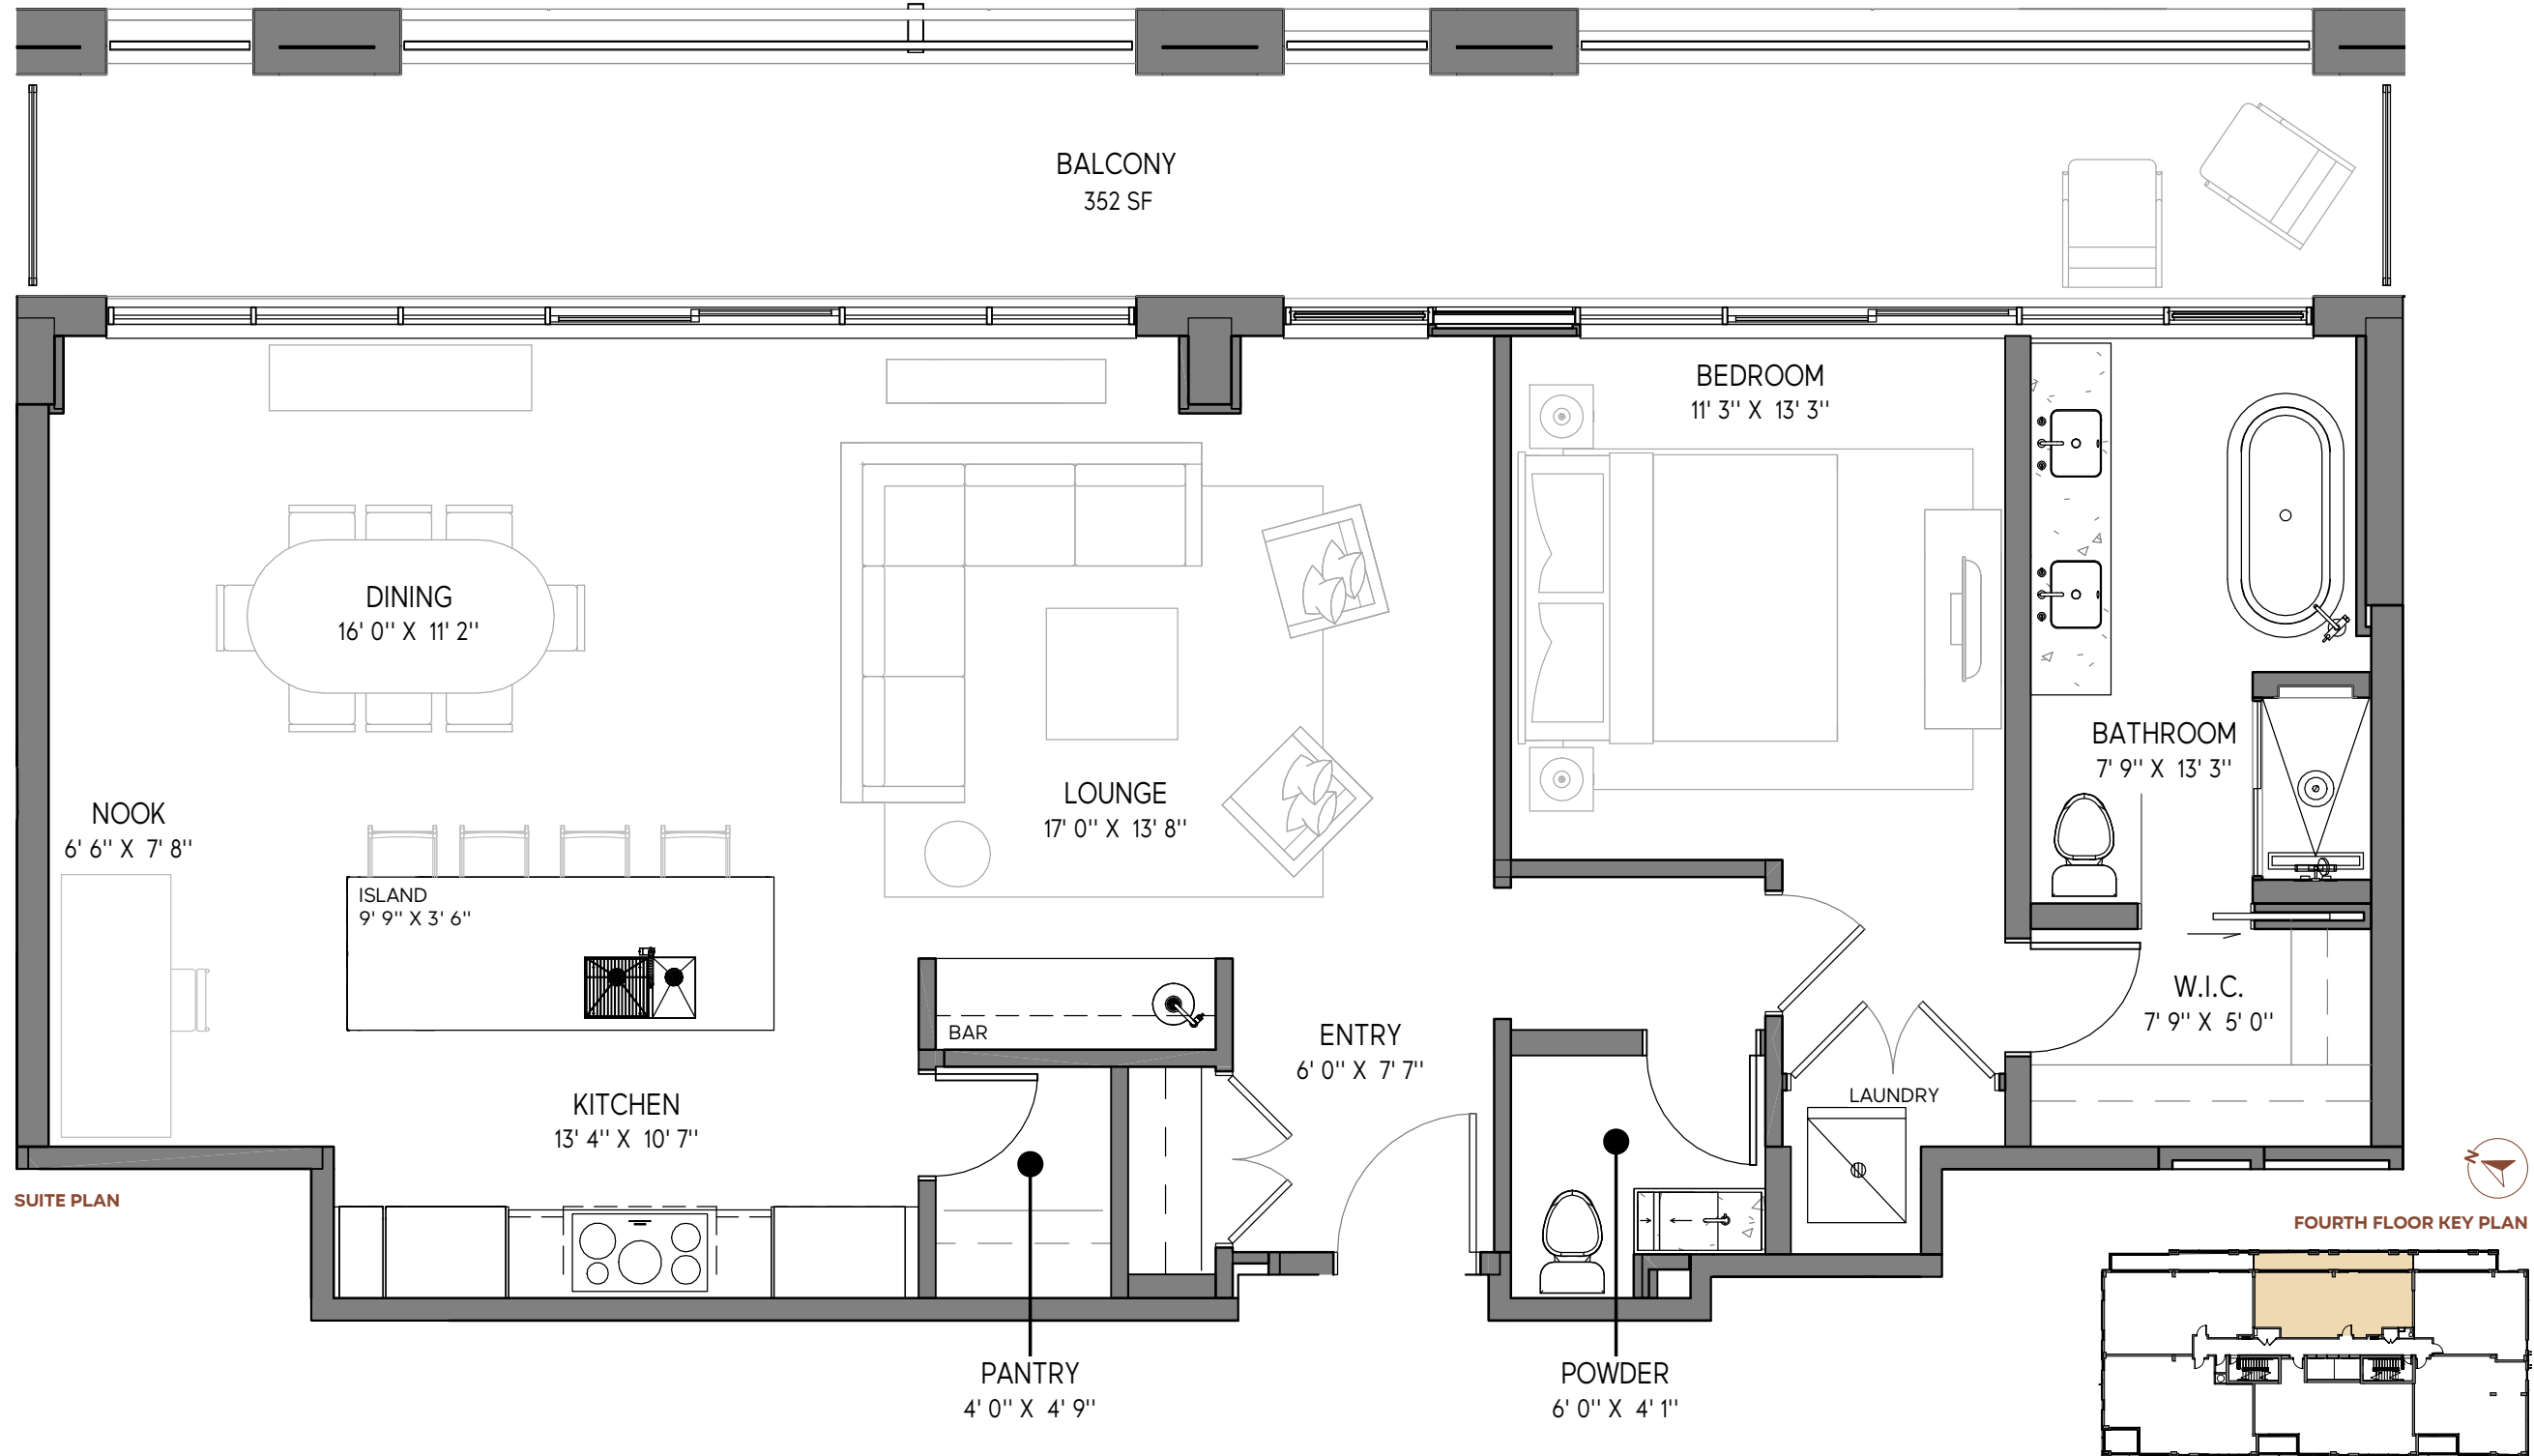 BALCONY
352 SF
BEDROOM
11' 3'' X 13' 3''
DINING
16' 0'' X 11' 2''
BATHROOM
7' 9'' X 13' 3''
LOUNGE
17' 0'' X 13' 8''
NOOK
6' 6'' X 7' 8''
ISLAND
9' 9'' X 3' 6''
W.I.C.
7' 9'' X 5' 0''
BAR
ENTRY
6' 0'' X 7' 7''
KITCHEN
13' 4'' X 10' 7''
LAUNDRY
SUITE PLAN
N
FOURTH FLOOR KEY PLAN
PANTRY
4' 0'' X 4' 9''
POWDER
6' 0'' X 4' 1''